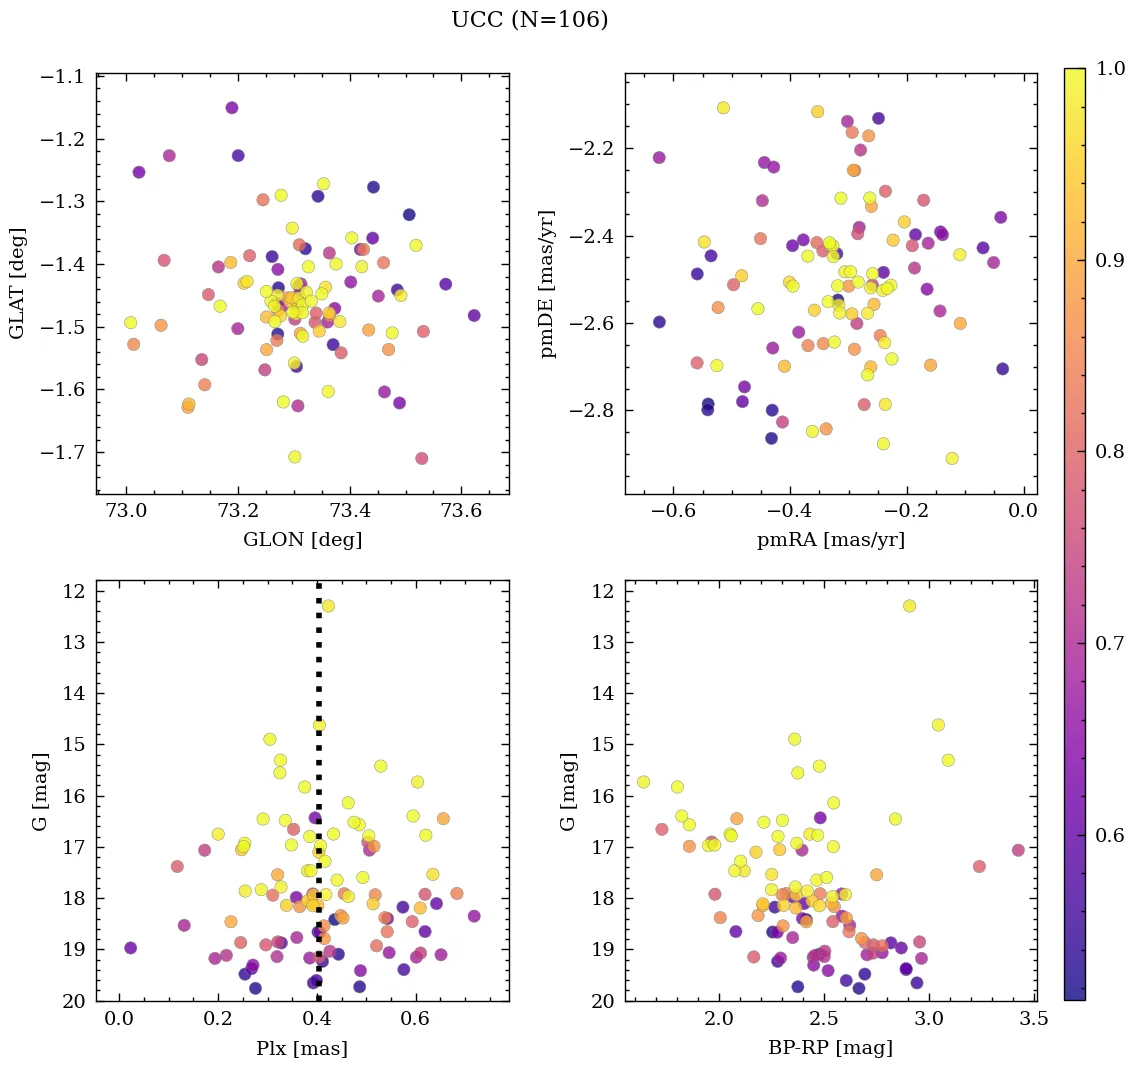 UCC (N=106)
−1.1
−1.2
−1.3
−1.4
−1.5
−1.6
−1.7
GLAT [deg]
73.0 73.2 73.4 73.6
GLON [deg]
−2.2
−2.4
−2.6
−2.8
pmDE [mas/yr]
−0.6 −0.4 −0.2 0.0
pmRA [mas/yr]
12
13
14
15
16
17
18
19
20
G [mag]
0.0 0.2 0.4 0.6
Plx [mas]
12
13
14
15
16
17
18
19
20
G [mag]
2.0 2.5 3.0 3.5
BP-RP [mag]
1.0
0.9
0.8
0.7
0.6